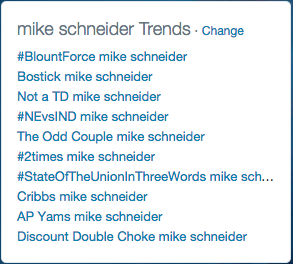 mike schneider Trends · Change
#BlountForce mike schneider
Bostick mike schneider
Not a TD mike schneider
#NEvsIND mike schneider
The Odd Couple mike schneider
#2times mike schneider
#StateOfTheUnionInThreeWords mike sch...
Cribbs mike schneider
AP Yams mike schneider
Discount Double Choke mike schneider